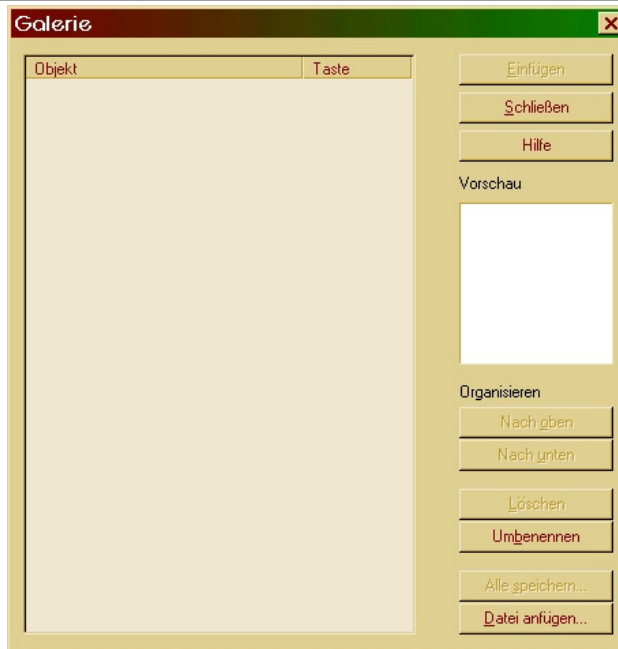 Galerie
Objekt Taste
Einfügen
Schließen
Hilfe
Vorschau
Organisieren
Nach oben
Nach unten
Löschen
Umbenennen
Alle speichern...
Datei anfügen...